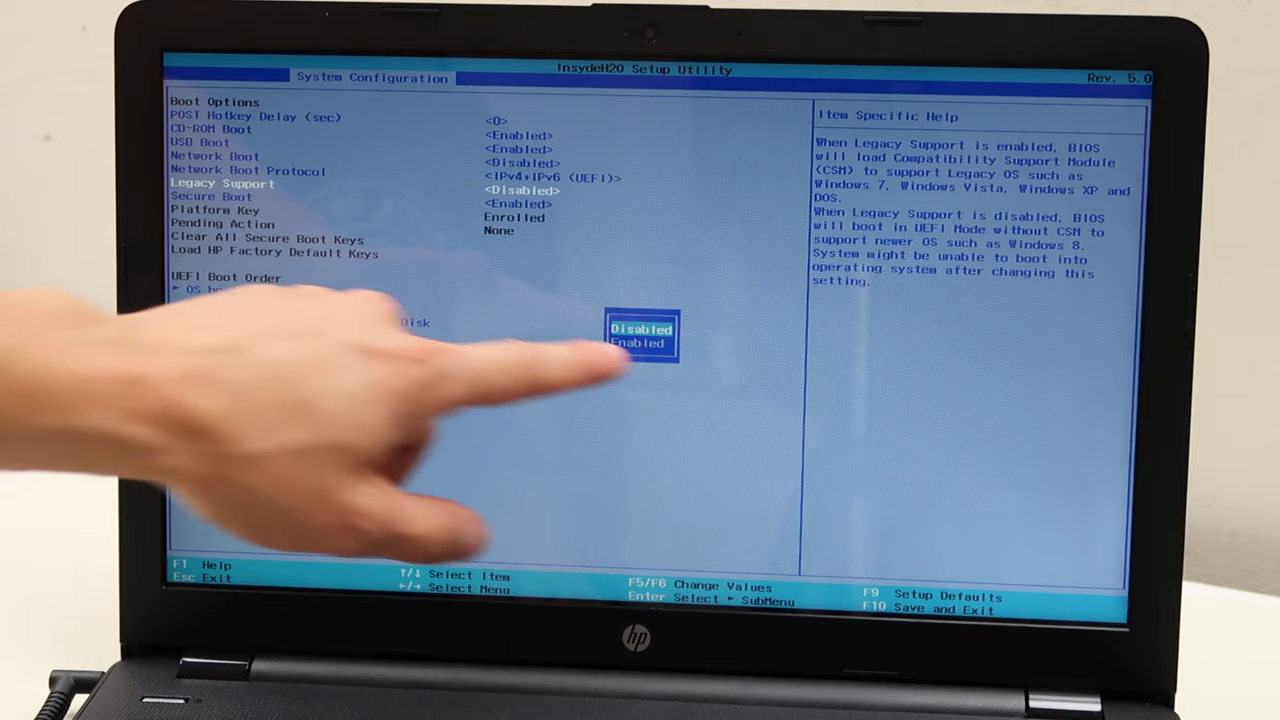 InsydeH20 Setup Utility
Rev. 5.0
System Configuration
Boot Options
POST Hotkey Delay (sec) <0>
CD-ROM Boot <Enabled>
USB Boot <Enabled>
Network Boot <Disabled>
Network Boot Protocol <IPv4+IPv6 (UEFI)>
Legacy Support <Disabled>
Secure Boot <Enabled>
Platform Key Enrolled
Pending Action None
Clear All Secure Boot Keys
Load HP Factory Default Keys
UEFI Boot Order
► OS
Disk
Disabled
Enabled
Item Specific Help
When Legacy Support is enabled, BIOS
will load Compatibility Support Module
(CSM) to support Legacy OS such as
Windows 7, Windows Vista, Windows XP and
DOS.
When Legacy Support is disabled, BIOS
will boot in UEFI Mode without CSM to
support newer OS such as Windows 8.
System might be unable to boot into
operating system after changing this
setting.
F1 Help ↑/↓ Select Item F5/F6 Change Values F9 Setup Defaults
Esc Exit ←/→ Select Menu Enter Select ► SubMenu F10 Save and Exit
hp